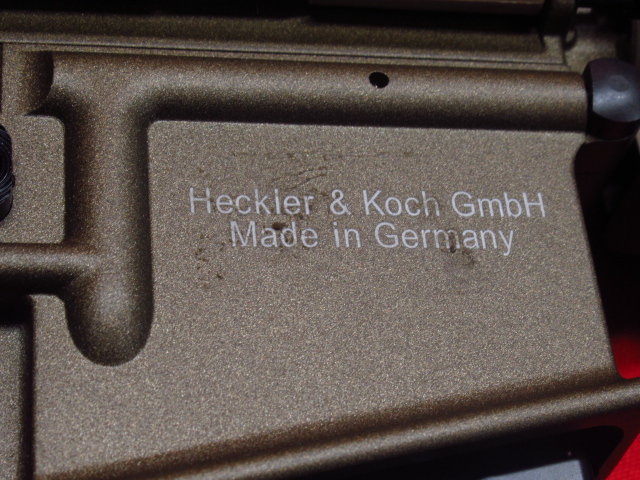 Heckler & Koch GmbH
Made in Germany